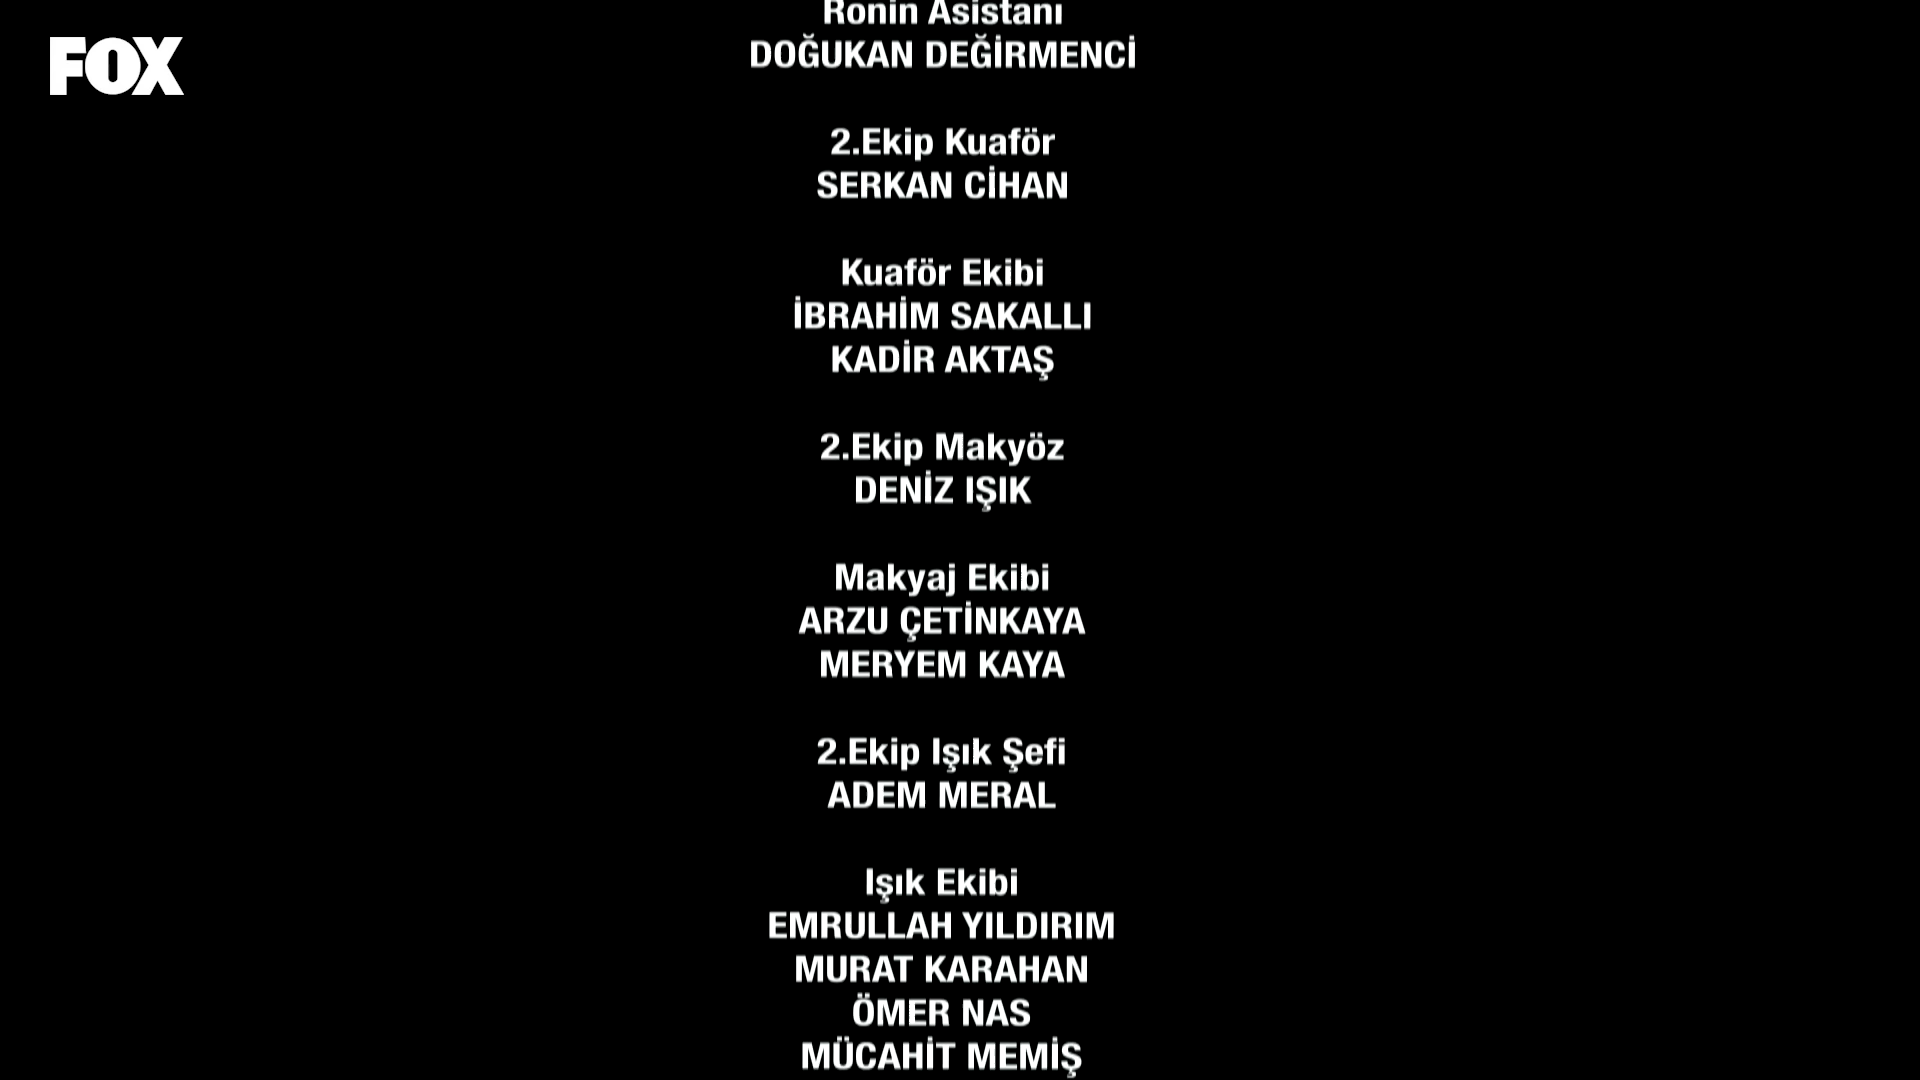 FOX
Ronin Asistanı
DOĞUKAN DEĞİRMENCİ
2.Ekip Kuaför
SERKAN CİHAN
Kuaför Ekibi
İBRAHİM SAKALLI
KADİR AKTAŞ
2.Ekip Makyöz
DENİZ IŞIK
Makyaj Ekibi
ARZU ÇETİNKAYA
MERYEM KAYA
2.Ekip Işık Şefi
ADEM MERAL
Işık Ekibi
EMRULLAH YILDIRIM
MURAT KARAHAN
ÖMER NAS
MÜCAHİT MEMİŞ